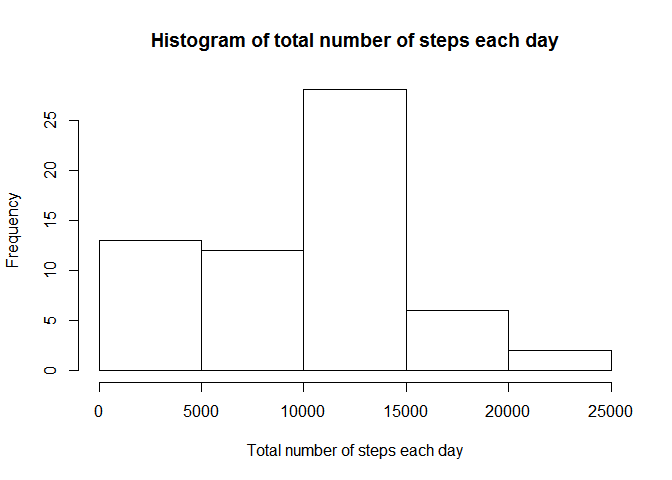 Histogram of total number of steps each day
Frequency
25
20
15
10
5
0
0 5000 10000 15000 20000 25000
Total number of steps each day